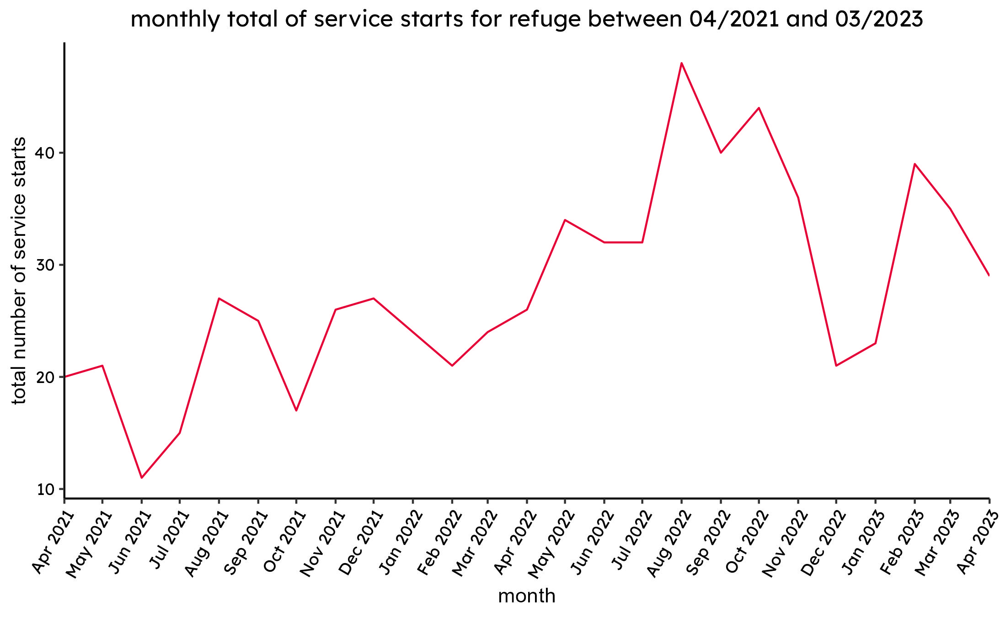 monthly total of service starts for refuge between 04/2021 and 03/2023
total number of service starts
40
30
20
10
Apr 2021
May 2021
Jun 2021
Jul 2021
Aug 2021
Sep 2021
Oct 2021
Nov 2021
Dec 2021
Jan 2022
Feb 2022
Mar 2022
Apr 2022
May 2022
Jun 2022
Jul 2022
Aug 2022
Sep 2022
Oct 2022
Nov 2022
Dec 2022
Jan 2023
Feb 2023
Mar 2023
Apr 2023
month